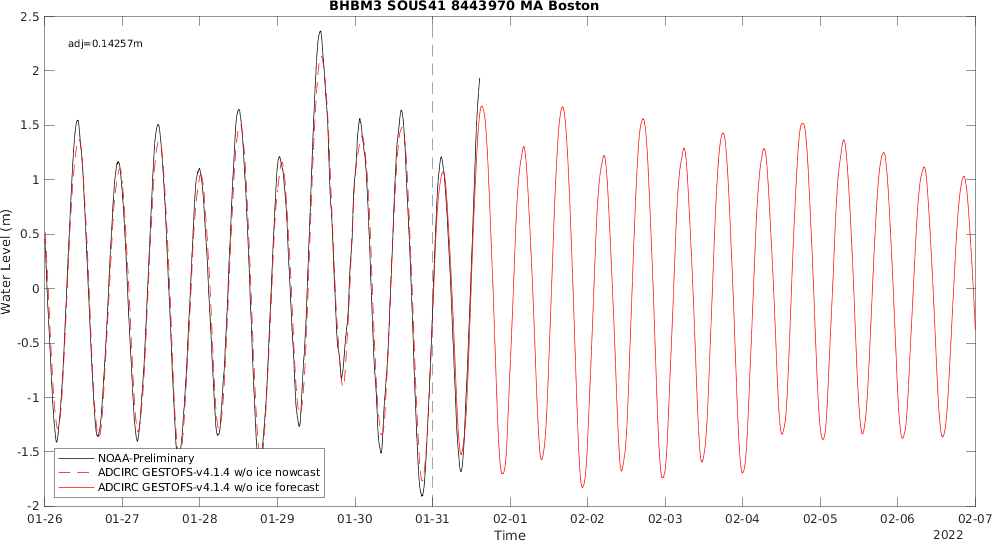 BHBM3 SOUS41 8443970 MA Boston
adj=0.14257m
2.5
2
1.5
1
0.5
0
-0.5
-1
-1.5
-2
Water Level (m)
NOAA-Preliminary
ADCIRC GESTOFS-v4.1.4 w/o ice nowcast
ADCIRC GESTOFS-v4.1.4 w/o ice forecast
01-26 01-27 01-28 01-29 01-30 01-31 02-01 02-02 02-03 02-04 02-05 02-06 02-07
Time
2022